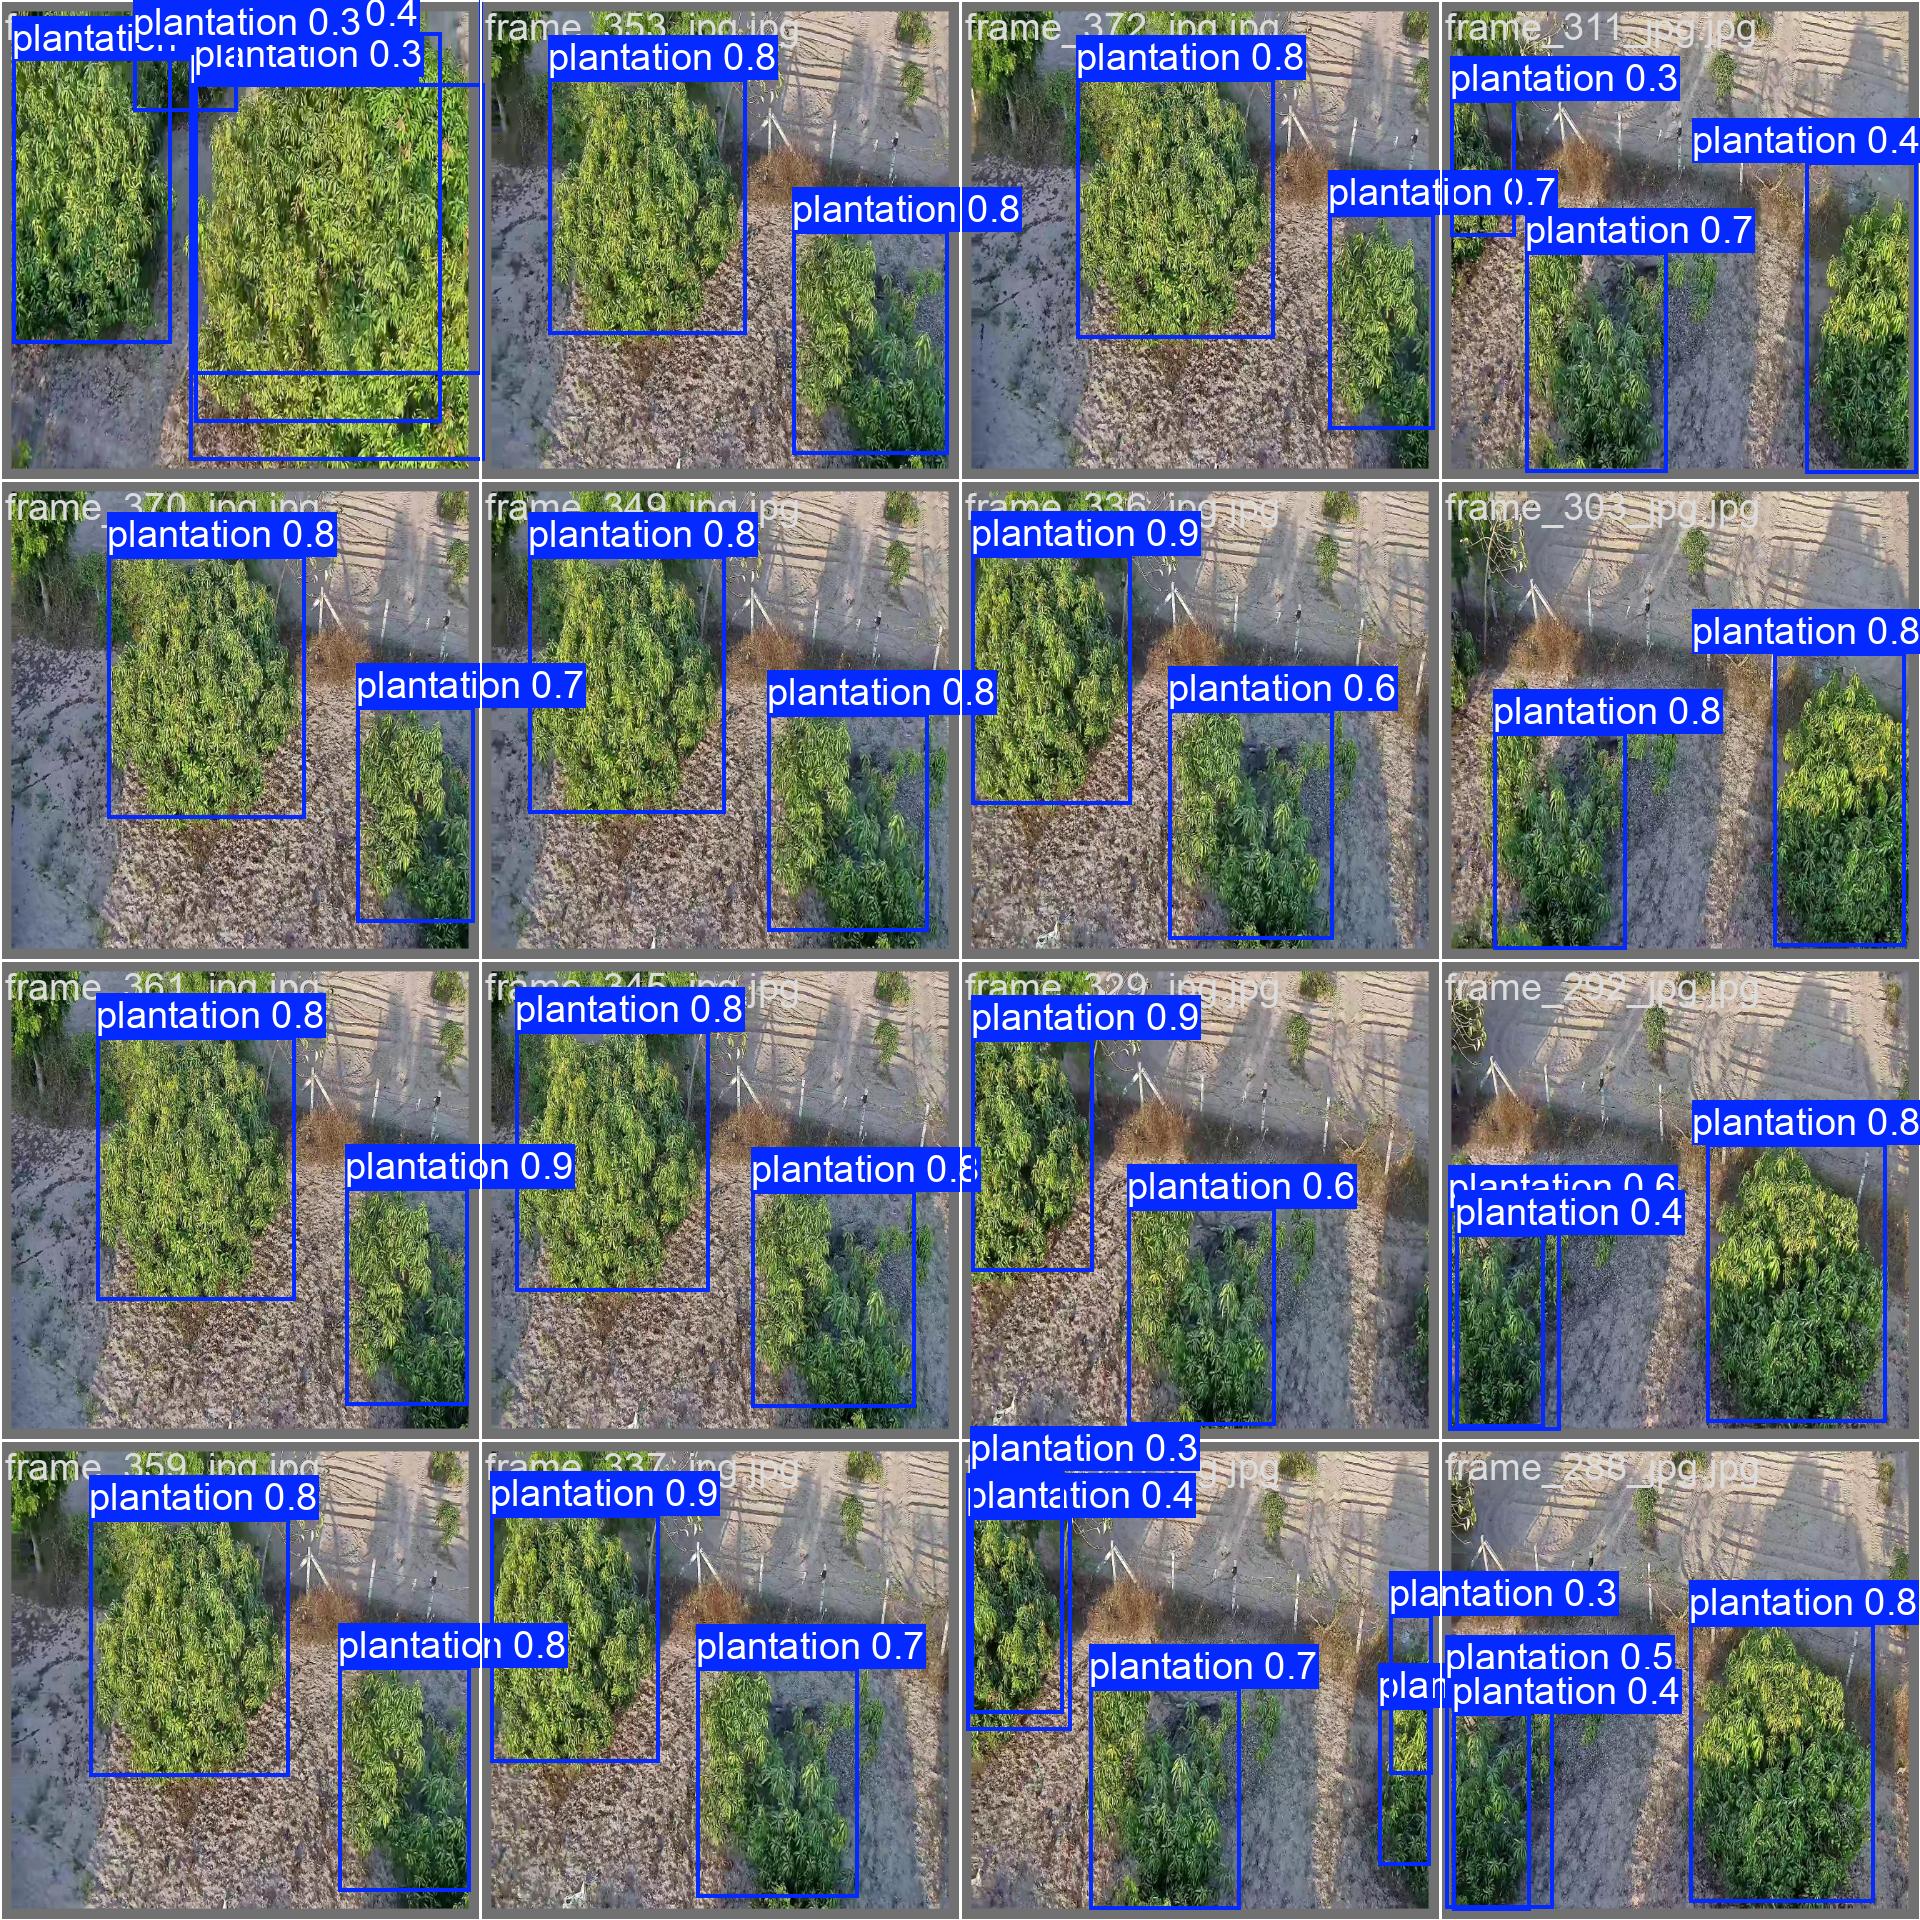 plantation 0.3
0.4
plantation 0.3
frame_353_jpg.jpg
plantation 0.8
plantation 0.8
frame_372_jpg.jpg
plantation 0.8
plantation 0.7
frame_311_jpg.jpg
plantation 0.3
plantation 0.4
plantation 0.7
frame_370_jpg.jpg
plantation 0.8
plantation 0.7
frame_349_jpg.jpg
plantation 0.8
plantation 0.8
frame_336_jpg.jpg
plantation 0.9
plantation 0.6
frame_303_jpg.jpg
plantation 0.8
plantation 0.8
frame_361_jpg.jpg
plantation 0.8
plantation 0.9
frame_345_jpg.jpg
plantation 0.8
plantation 0.8
frame_329_jpg.jpg
plantation 0.9
plantation 0.6
frame_292_jpg.jpg
plantation 0.8
plantation 0.6
plantation 0.4
frame_359_jpg.jpg
plantation 0.8
plantation 0.8
frame_337_jpg.jpg
plantation 0.9
plantation 0.7
plantation 0.3
plantation 0.4
plantation 0.7
plantation 0.3
frame_288_jpg.jpg
plantation 0.8
plantation 0.5
plantation 0.4